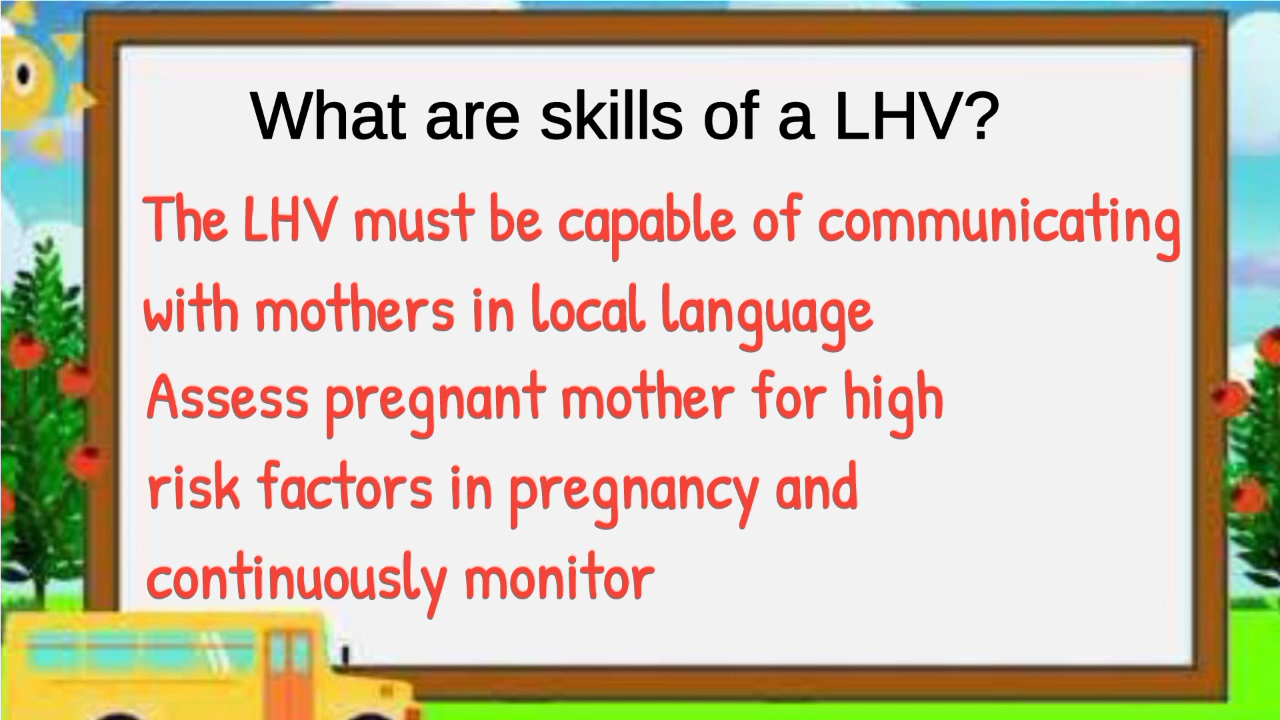 What are skills of a LHV?
The LHV must be capable of communicating
with mothers in local language
Assess pregnant mother for high
risk factors in pregnancy and
continuously monitor